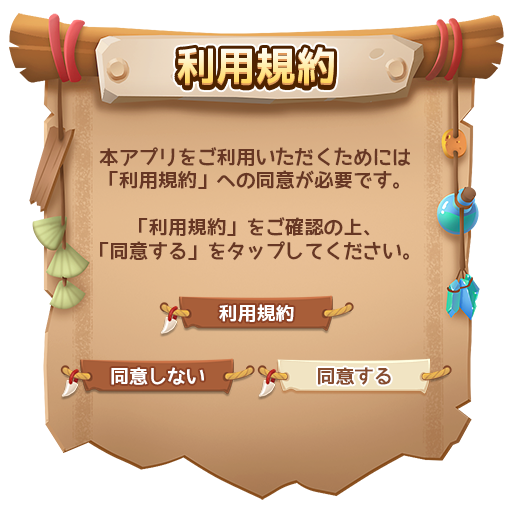 利用規約
本アプリをご利用いただくためには
「利用規約」への同意が必要です。
「利用規約」をご確認の上、
「同意する」をタップしてください。
利用規約
同意しない
同意する